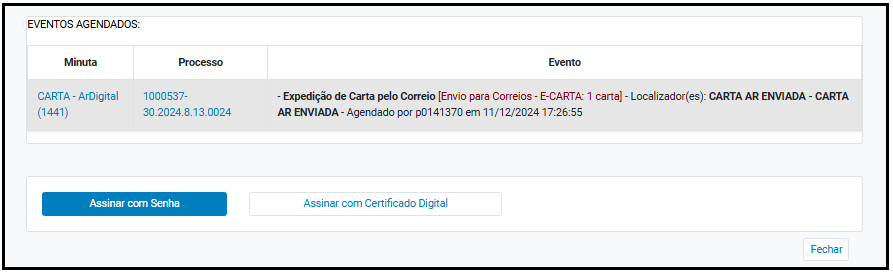 EVENTOS AGENDADOS:
Minuta Processo Evento
CARTA - ArDigital (1441)
1000537-30.2024.8.13.0024
- Expedição de Carta pelo Correio [Envio para Correios - E-CARTA: 1 carta] - Localizador(es): CARTA AR ENVIADA - CARTA
AR ENVIADA - Agendado por p0141370 em 11/12/2024 17:26:55
Assinar com Senha
Assinar com Certificado Digital
Fechar